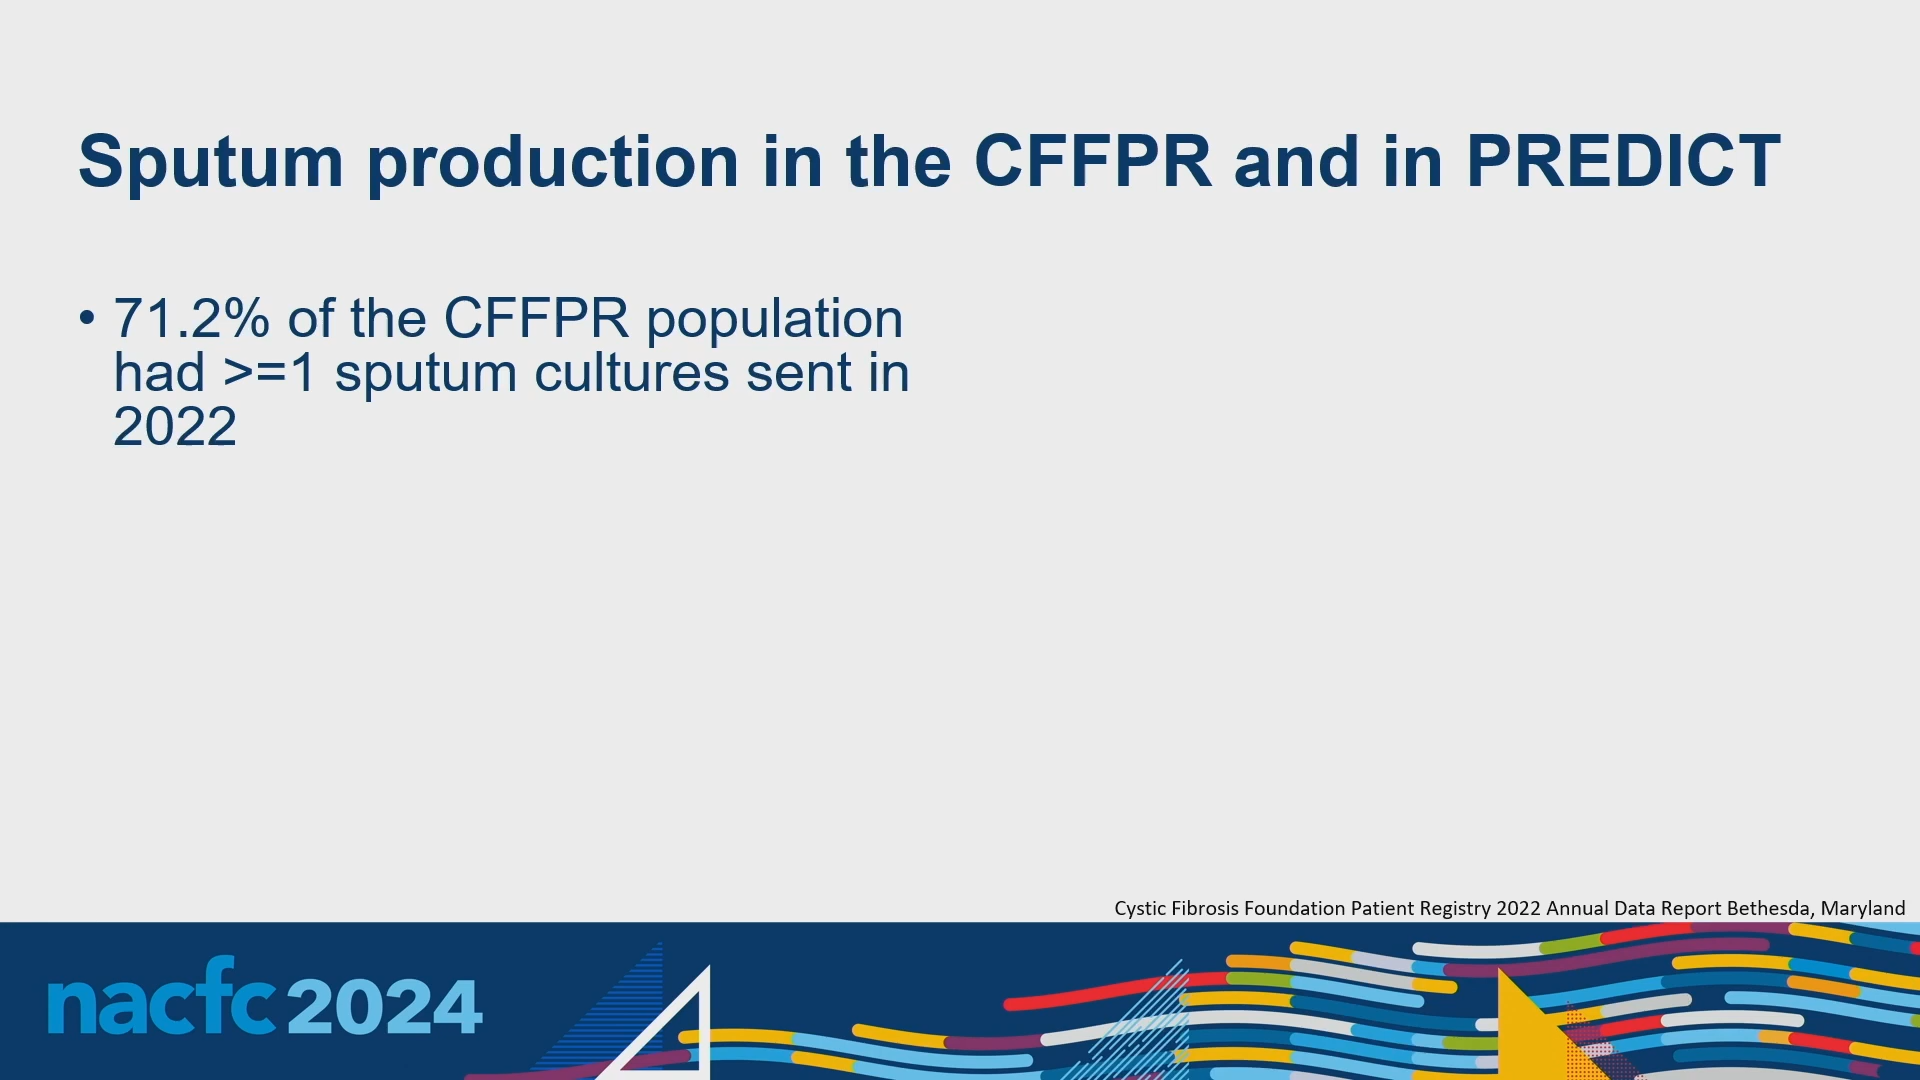 Sputum production in the CFFPR and in PREDICT
• 71.2% of the CFFPR population
had >=1 sputum cultures sent in
2022
Cystic Fibrosis Foundation Patient Registry 2022 Annual Data Report Bethesda, Maryland
nacfc 2024